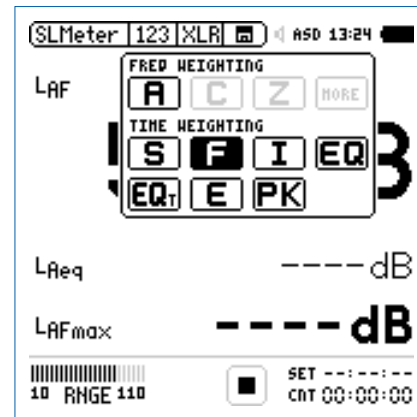 SLMeter 123 XLR ASD 13:24
LAF
FREQ WEIGHTING
A C Z MORE
TIME WEIGHTING
S F I EQ
EQT E PK
LAeq ----dB
LAFmax ----dB
10 RNGE 110
SET --:--:--
CNT 00:00:00